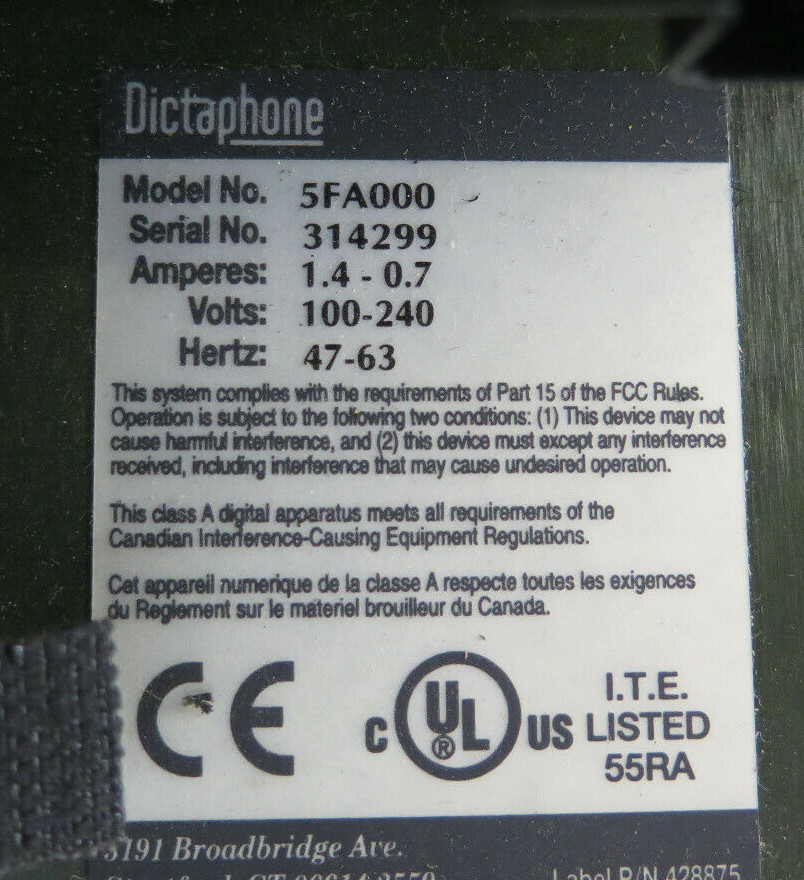 Dictaphone
Model No. 5FA000
Serial No. 314299
Amperes: 1.4 - 0.7
Volts: 100-240
Hertz: 47-63
This system complies with the requirements of Part 15 of the FCC Rules.
Operation is subject to the following two conditions: (1) This device may not
cause harmful interference, and (2) this device must except any interference
received, including interference that may cause undesired operation.
This class A digital apparatus meets all requirements of the
Canadian Interference-Causing Equipment Regulations.
Cet appareil numerique de la classe A respecte toutes les exigences
du Reglement sur le materiel brouilleur du Canada.
CE
C UL ® US
I.T.E.
LISTED
55RA
3191 Broadbridge Ave.
Label P/N 428875